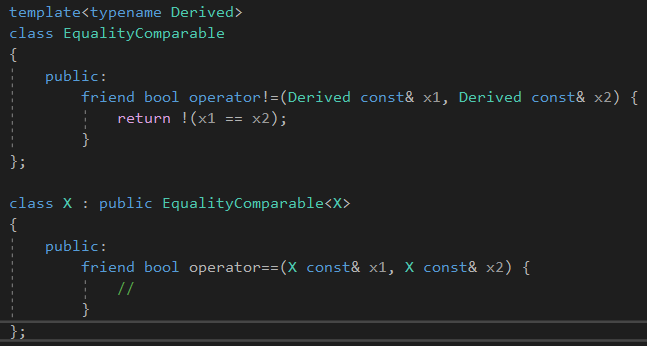 template<typename Derived>
class EqualityComparable
{
    public:
        friend bool operator!=(Derived const& x1, Derived const& x2) {
            return !(x1 == x2);
        }
};

class X : public EqualityComparable<X>
{
    public:
        friend bool operator==(X const& x1, X const& x2) {
            //
        }
};